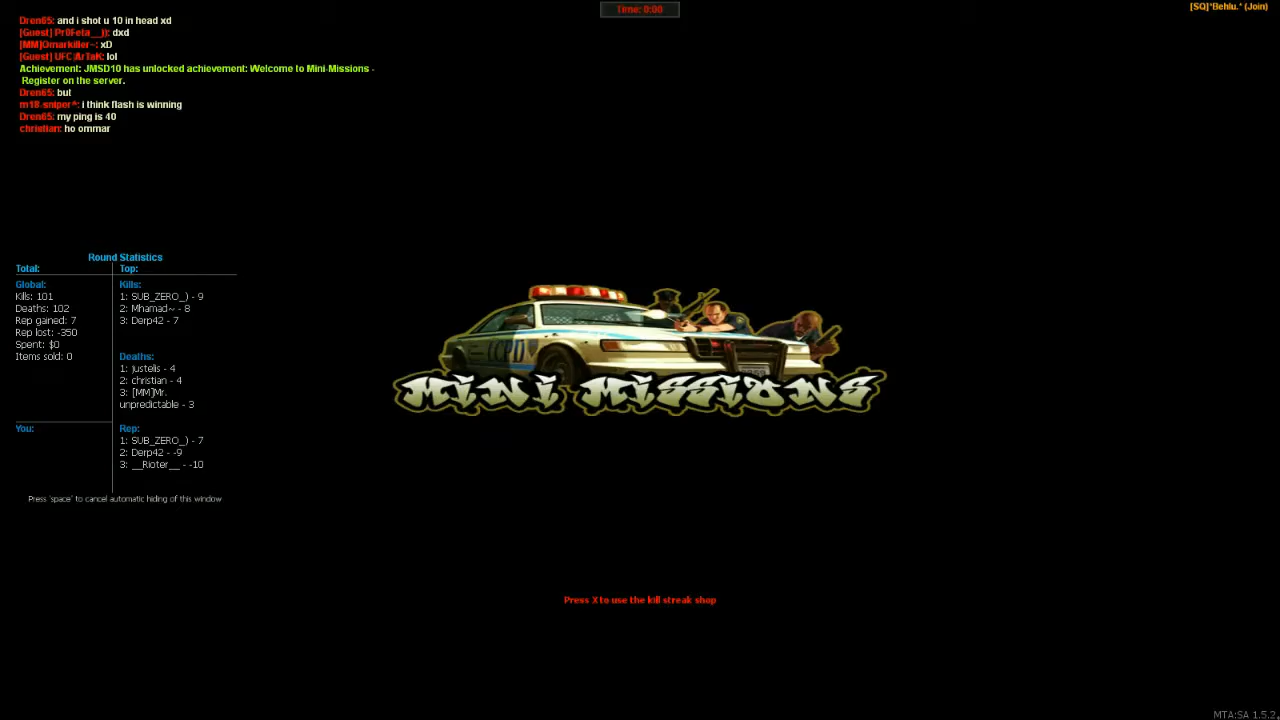 Dren65: and i shot u 10 in head xd
[Guest] Pr0Feta__)): dxd
[MM]Omarkiller~: xD
[Guest] UFC|ArTaK: lol
Achievement: JMSD10 has unlocked achievement: Welcome to Mini-Missions -
Register on the server.
Dren65: but
m18-sniper^: i think flash is winning
Dren65: my ping is 40
christian: ho ommar
Time: 0:00
[SQ]*Behlu.* (Join)
Round Statistics
Total:
Top:
Global:
Kills: 101
Deaths: 102
Rep gained: 7
Rep lost: -350
Spent: $0
Items sold: 0
Kills:
1: SUB_ZERO_) - 9
2: Mhamad~ - 8
3: Derp42 - 7
Deaths:
1: justelis - 4
2: christian - 4
3: [MM]Mr.
unpredictable - 3
You:
Rep:
1: SUB_ZERO_) - 7
2: Derp42 - -9
3: __Rioter__ - -10
Press 'space' to cancel automatic hiding of this window
LCPD
MiNi MiSSiONS
Press X to use the kill streak shop
MTA:SA 1.5.2